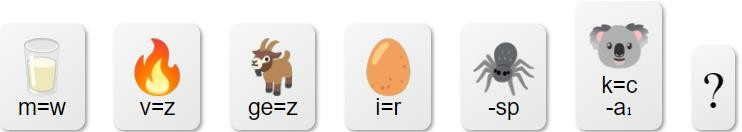 m=w v=z ge=z i=r -sp k=c ?
-a₁